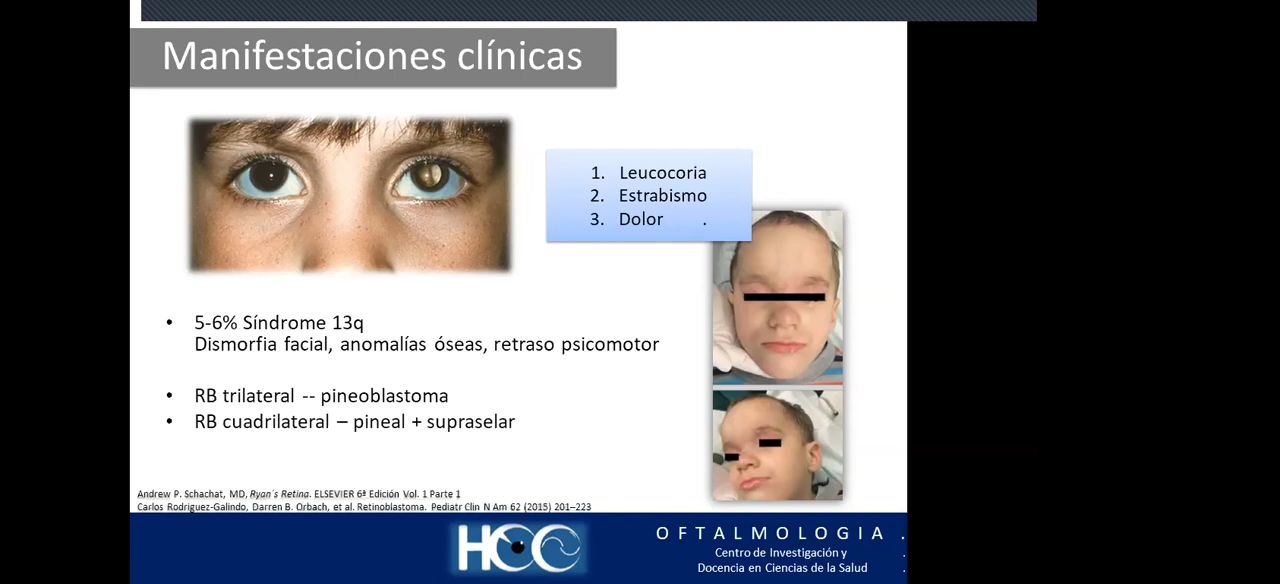 Manifestaciones clínicas
1. Leucocoria
2. Estrabismo
3. Dolor .
• 5-6% Síndrome 13q
Dismorfia facial, anomalías óseas, retraso psicomotor
• RB trilateral -- pineoblastoma
• RB cuadrilateral – pineal + supraselar
Andrew P. Schachat, MD, Ryan´s Retina. ELSEVIER 6ª Edición Vol. 1 Parte 1
Carlos Rodriguez-Galindo, Darren B. Orbach, et al. Retinoblastoma. Pediatr Clin N Am 62 (2015) 201–223
HCC
OFTALMOLOGIA .
Centro de Investigación y .
Docencia en Ciencias de la Salud .